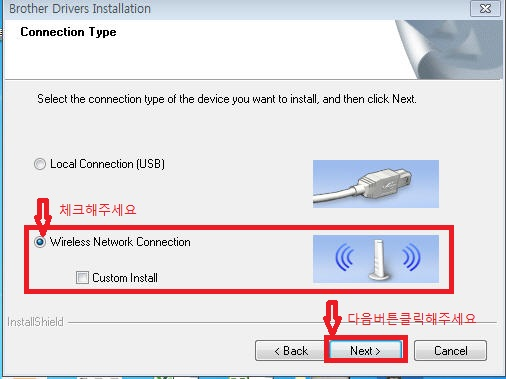 Brother Drivers Installation
Connection Type
Select the connection type of the device you want to install, and then click Next.
Local Connection (USB)
체크해주세요
Wireless Network Connection
Custom Install
InstallShield
다음버튼클릭해주세요
< Back
Next >
Cancel